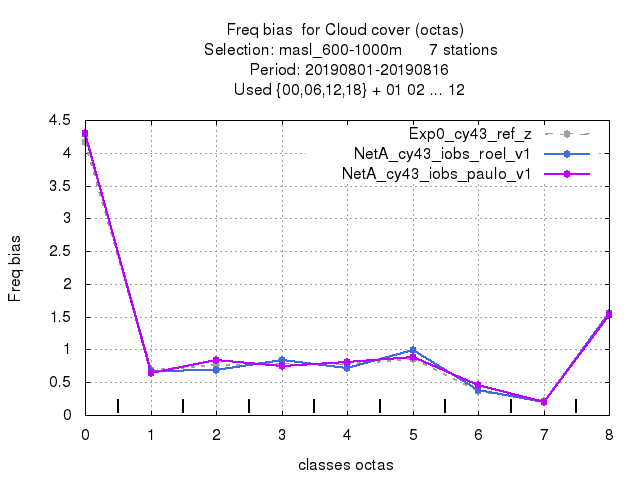 Freq bias  for Cloud cover (octas)
Selection: masl_600-1000m      7 stations
Period: 20190801-20190816
Used {00,06,12,18} + 01 02 ... 12
Exp0_cy43_ref_z
NetA_cy43_iobs_roel_v1
NetA_cy43_iobs_paulo_v1
4.5
4
3.5
3
2.5
2
1.5
1
0.5
0
Freq bias
0 1 2 3 4 5 6 7 8
classes octas